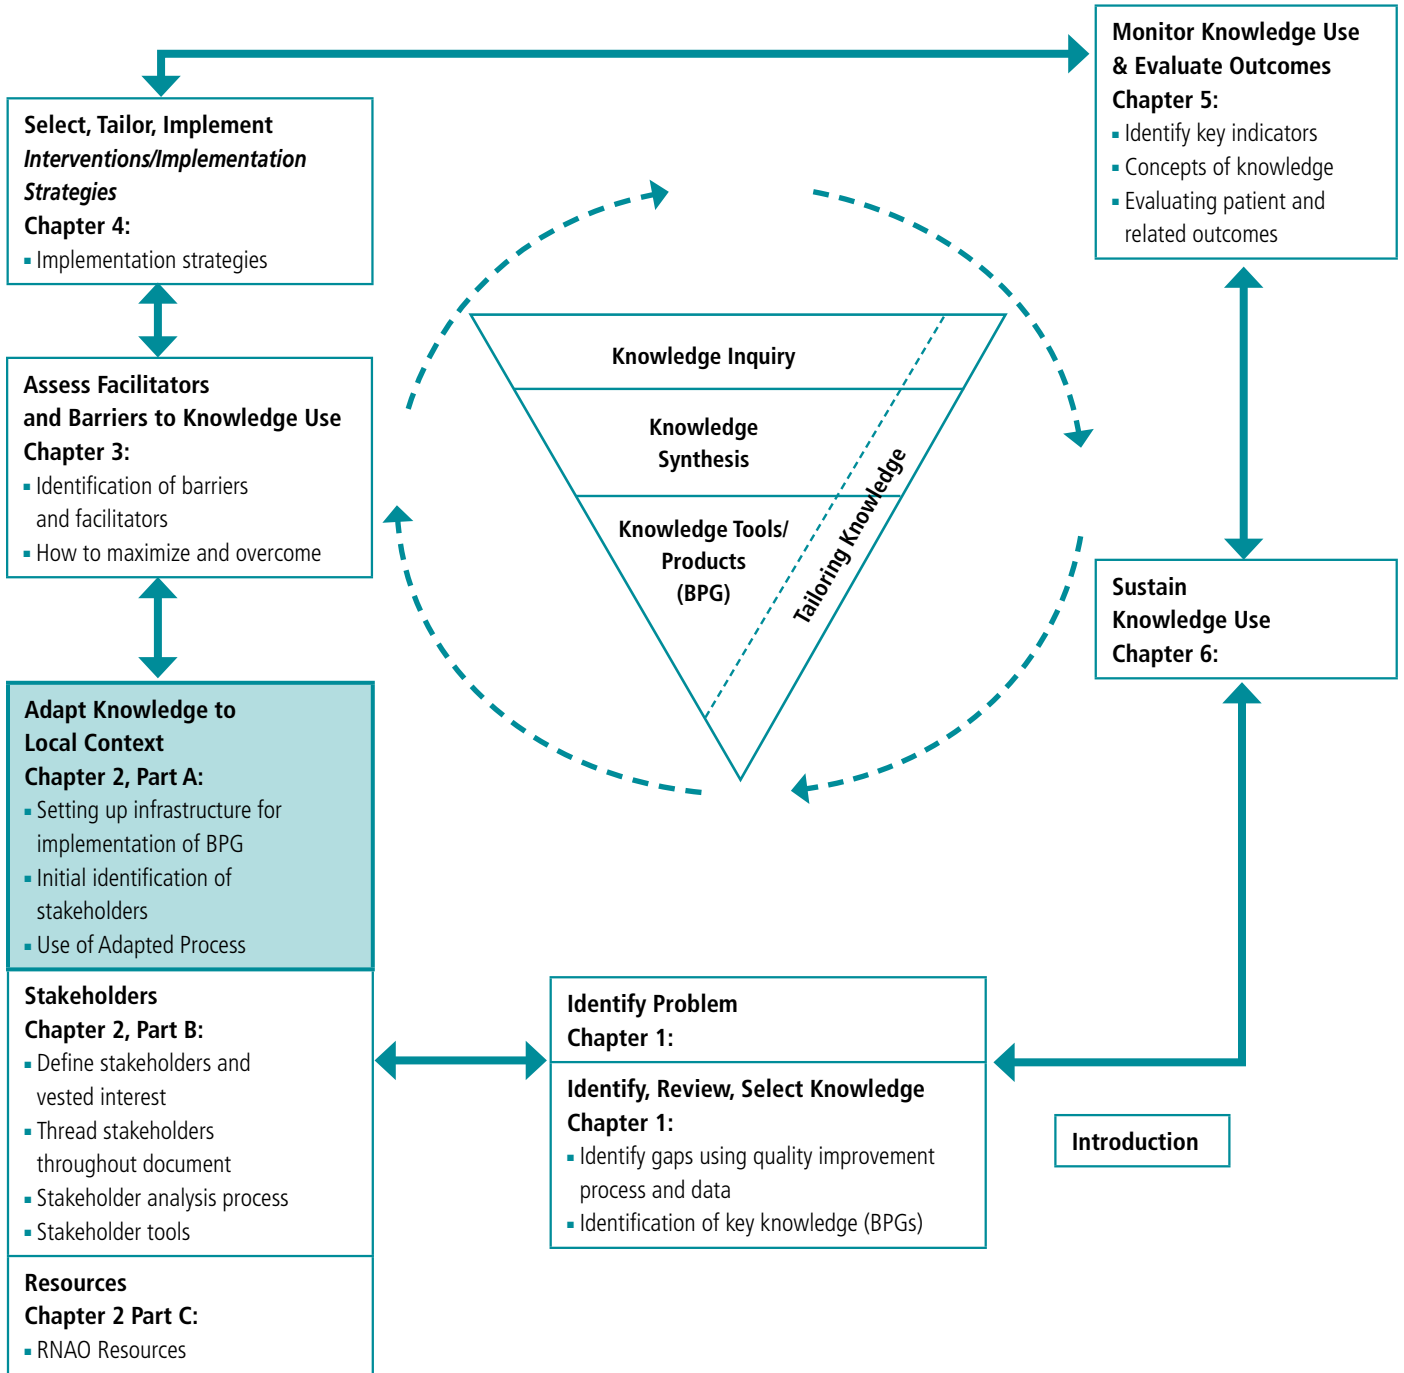 Monitor Knowledge Use
& Evaluate Outcomes
Chapter 5:
▪ Identify key indicators
▪ Concepts of knowledge
▪ Evaluating patient and
related outcomes
Select, Tailor, Implement
Interventions/Implementation
Strategies
Chapter 4:
▪ Implementation strategies
Assess Facilitators
and Barriers to Knowledge Use
Chapter 3:
▪ Identification of barriers
and facilitators
▪ How to maximize and overcome
Knowledge Inquiry
Knowledge
Synthesis
Knowledge Tools/
Products
(BPG)
Tailoring Knowledge
Sustain
Knowledge Use
Chapter 6:
Adapt Knowledge to
Local Context
Chapter 2, Part A:
▪ Setting up infrastructure for
implementation of BPG
▪ Initial identification of
stakeholders
▪ Use of Adapted Process
Stakeholders
Chapter 2, Part B:
▪ Define stakeholders and
vested interest
▪ Thread stakeholders
throughout document
▪ Stakeholder analysis process
▪ Stakeholder tools
Resources
Chapter 2 Part C:
▪ RNAO Resources
Identify Problem
Chapter 1:
Identify, Review, Select Knowledge
Chapter 1:
▪ Identify gaps using quality improvement
process and data
▪ Identification of key knowledge (BPGs)
Introduction